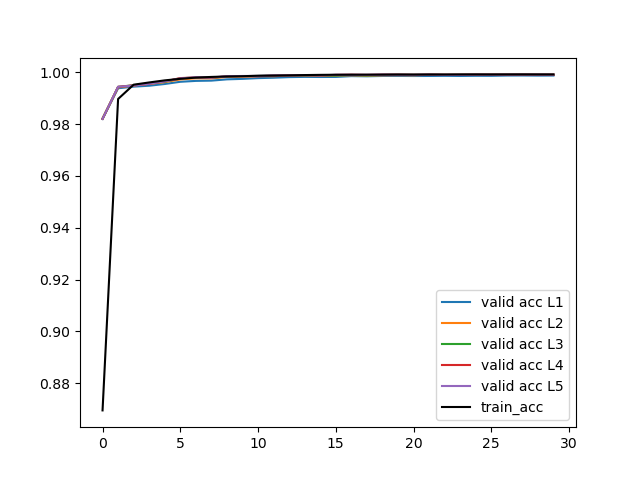 1.00
0.98
0.96
0.94
0.92
0.90
0.88
0
5
10
15
20
25
30
valid acc L1
valid acc L2
valid acc L3
valid acc L4
valid acc L5
train_acc